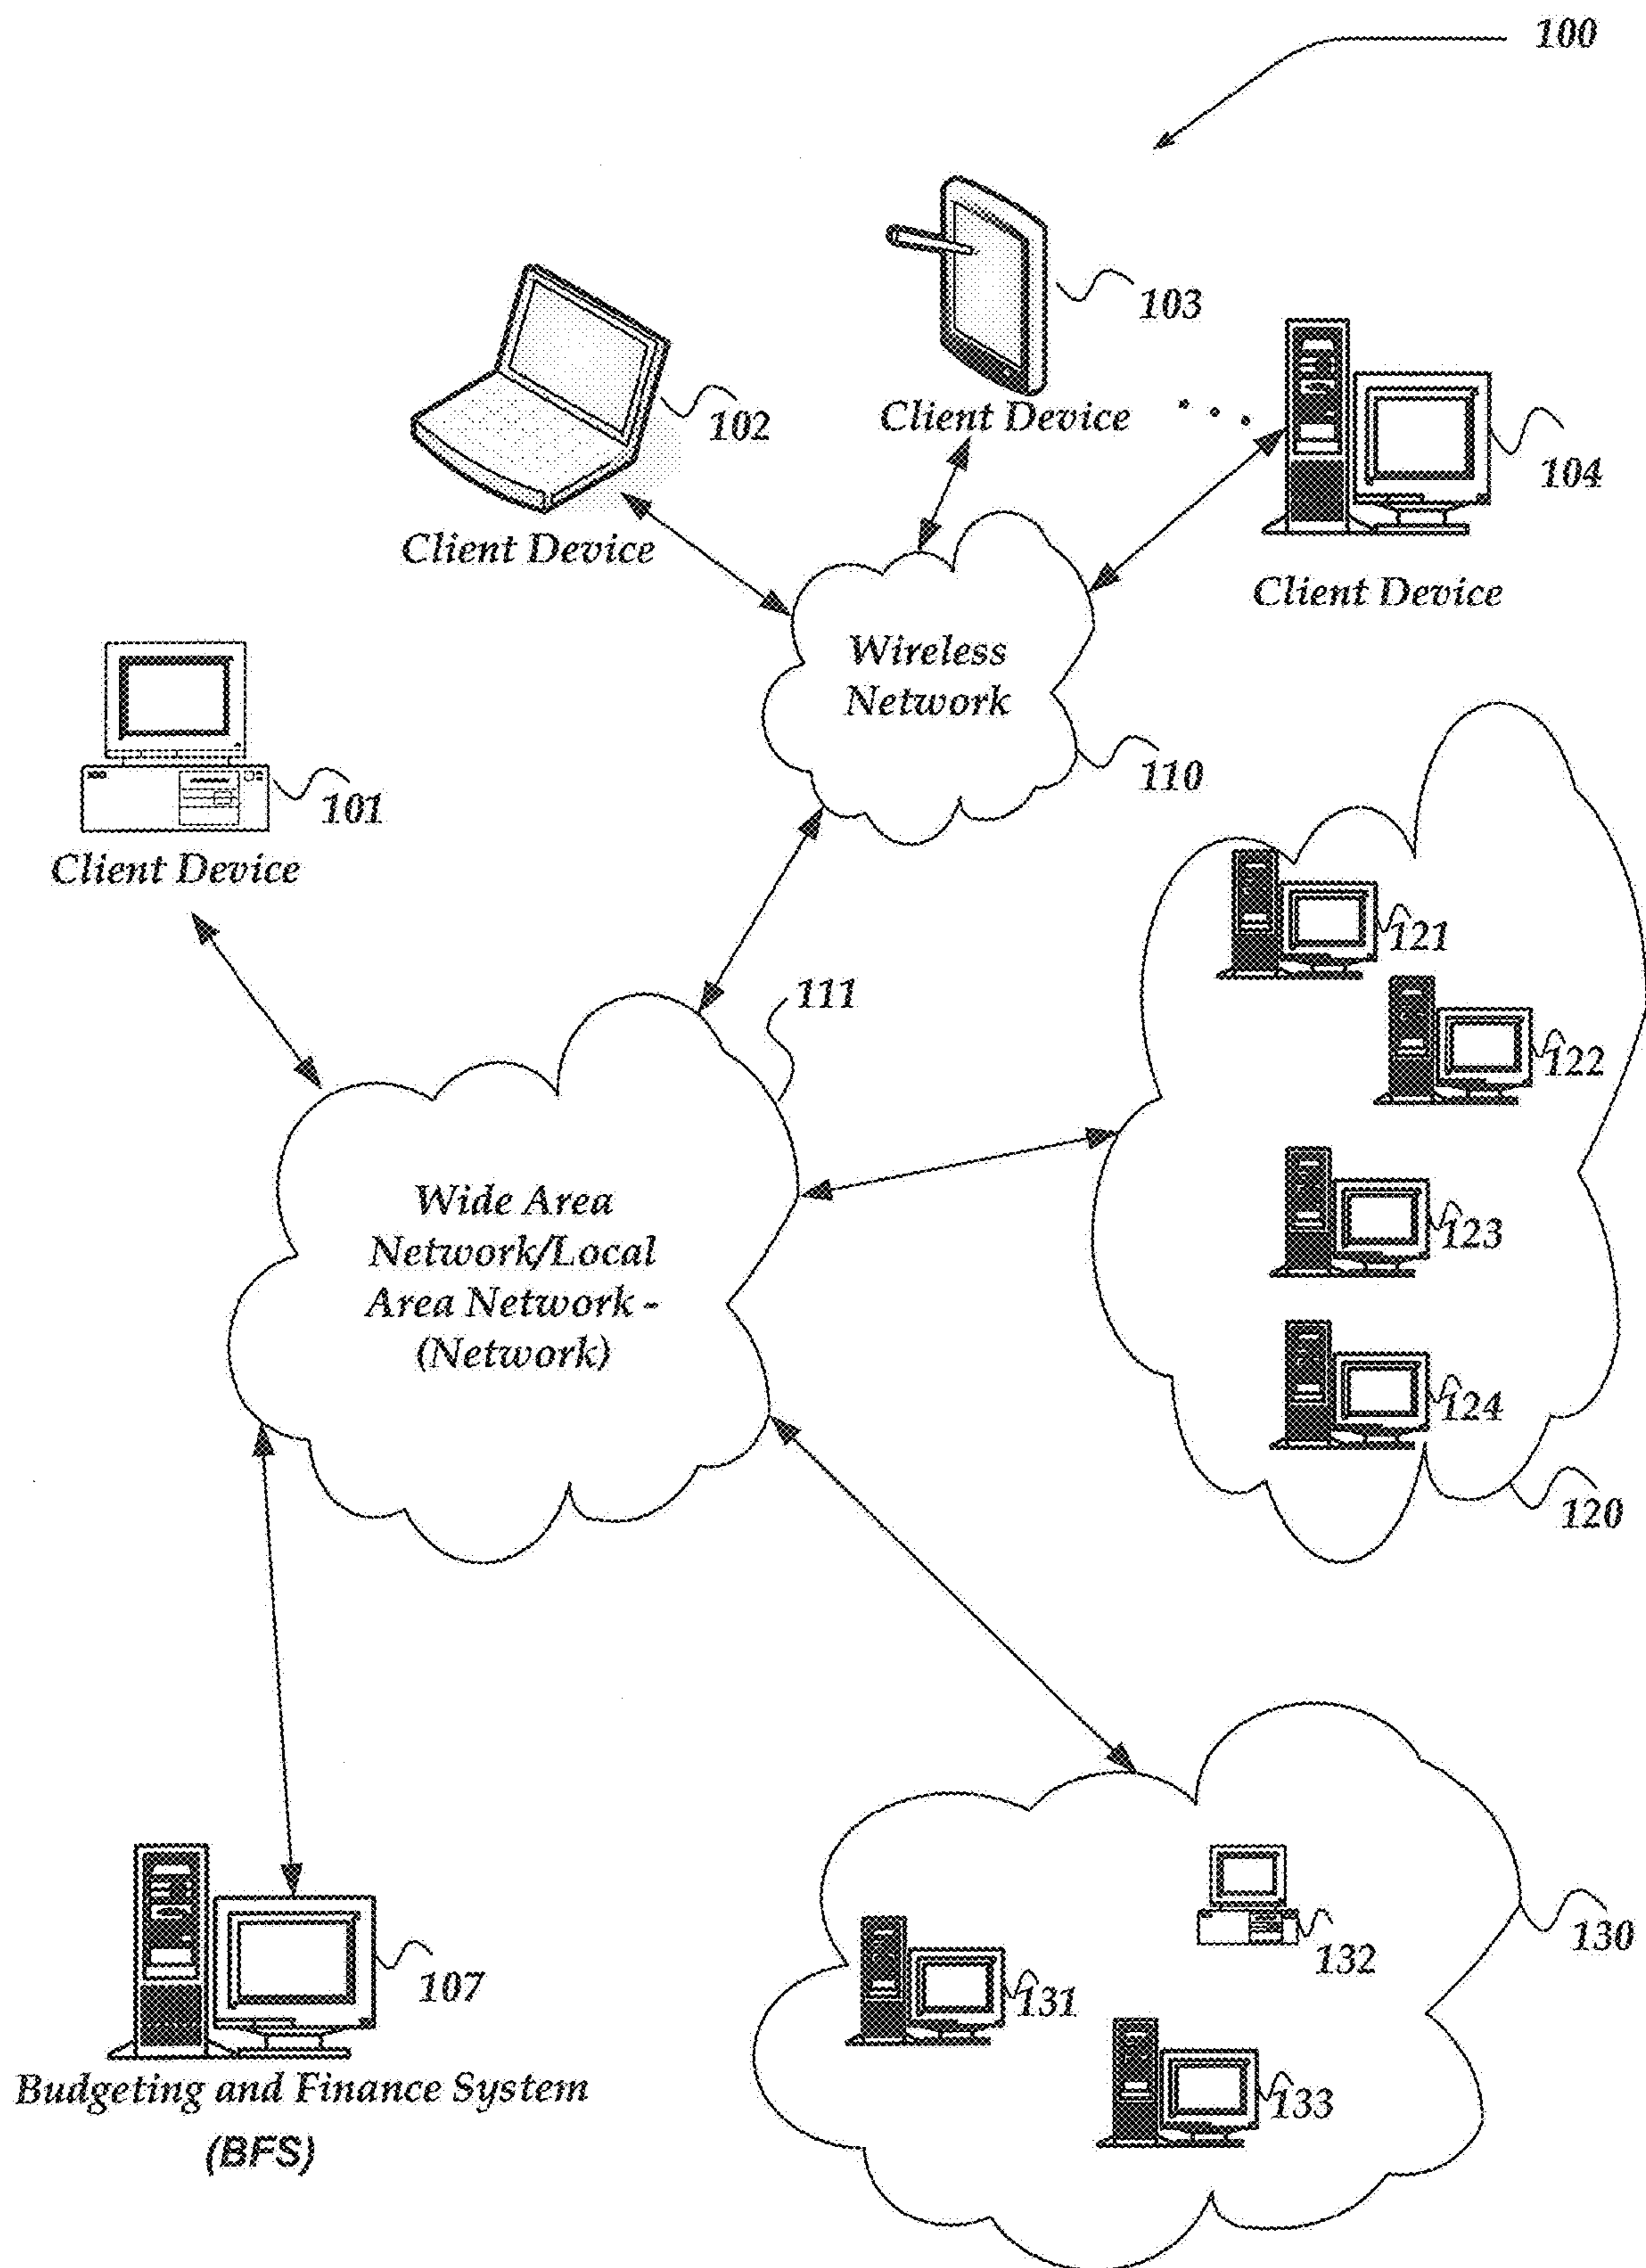 100
103
Client Device
102
Client Device
104
Client Device
Wireless
Network
110
101
Client Device
121
122
111
Wide Area
Network/Local
Area Network -
(Network)
123
124
120
130
132
131
133
107
Budgeting and Finance System
(BFS)